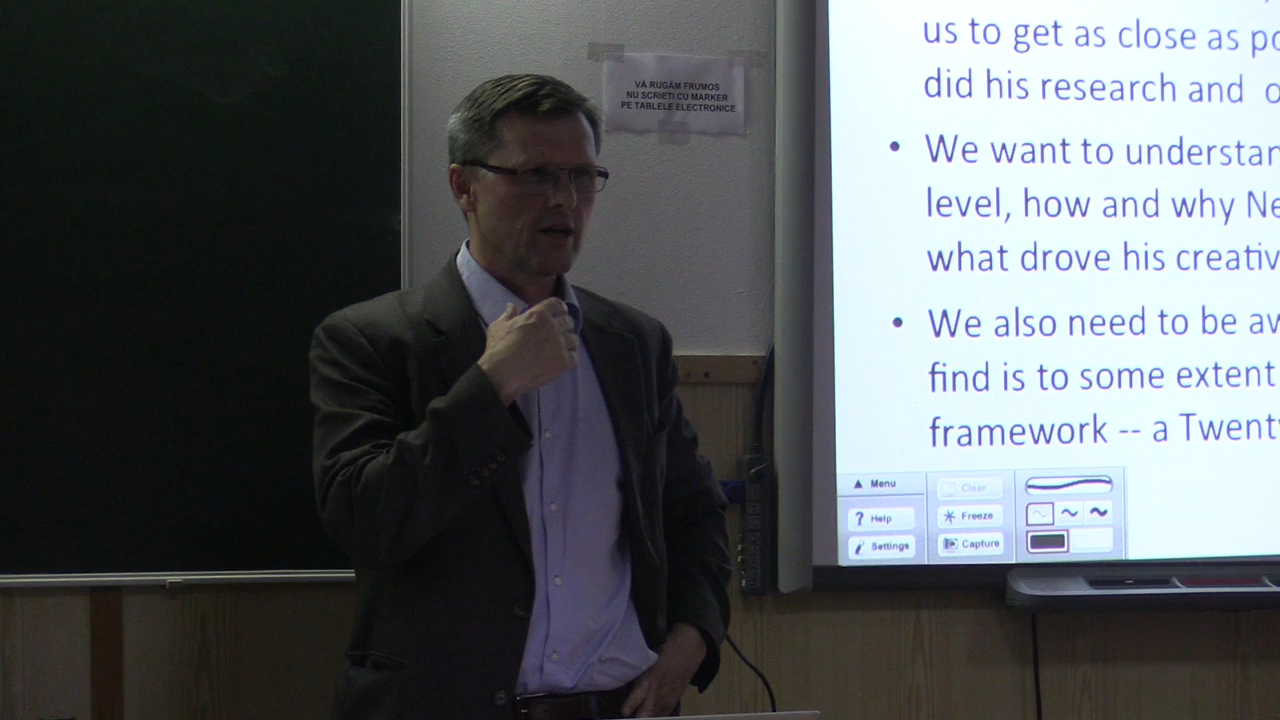 VĂ RUGĂM FRUMOS
NU SCRIEȚI CU MARKER
PE TABLELE ELECTRONICE
us to get as close as po
did his research and o
• We want to understan
level, how and why Ne
what drove his creativ
• We also need to be aw
find is to some extent
framework -- a Twent
Menu
Help
Settings
Clear
Freeze
Capture